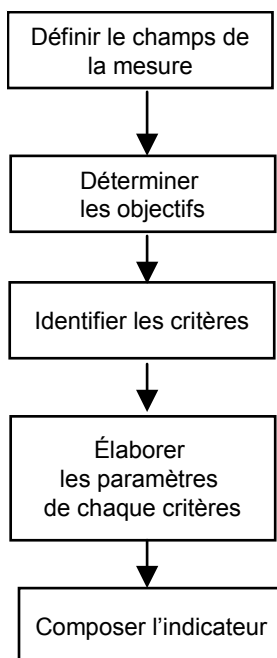 Définir le champs de
la mesure
Déterminer
les objectifs
Identifier les critères
Élaborer
les paramètres
de chaque critères
Composer l’indicateur